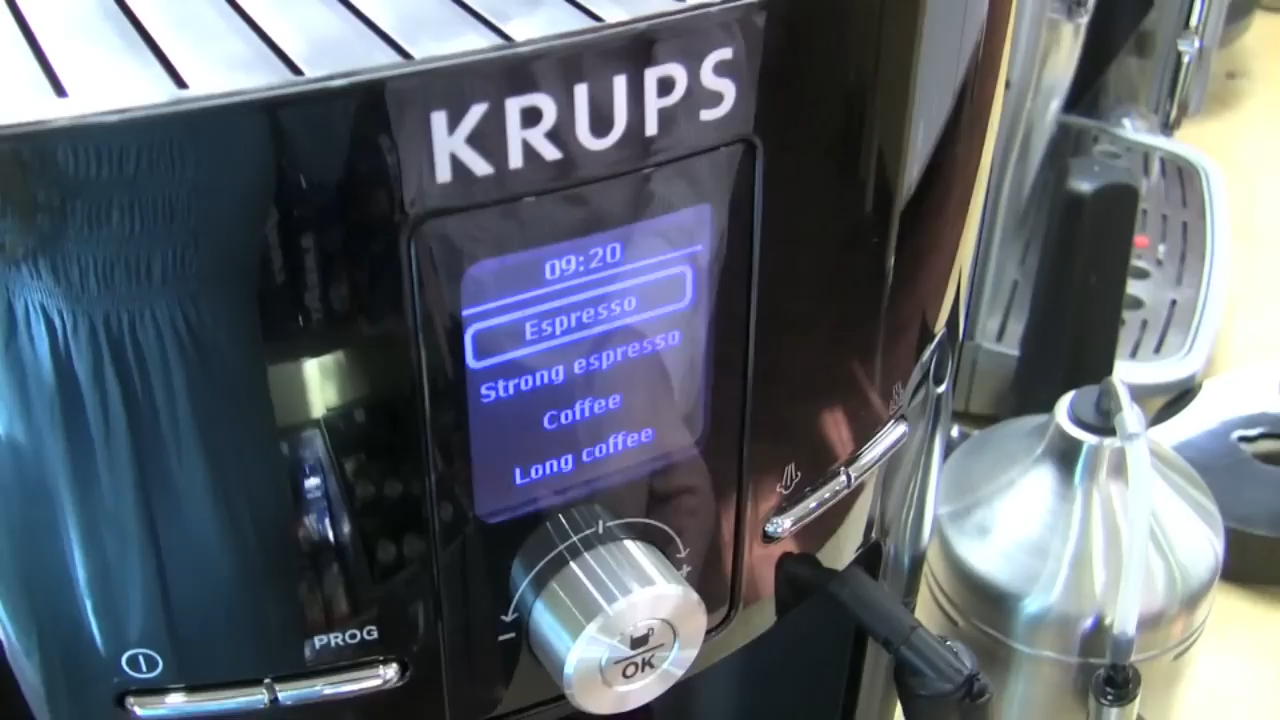 KRUPS
09:20
Espresso
Strong espresso
Coffee
Long coffee
PROG
OK